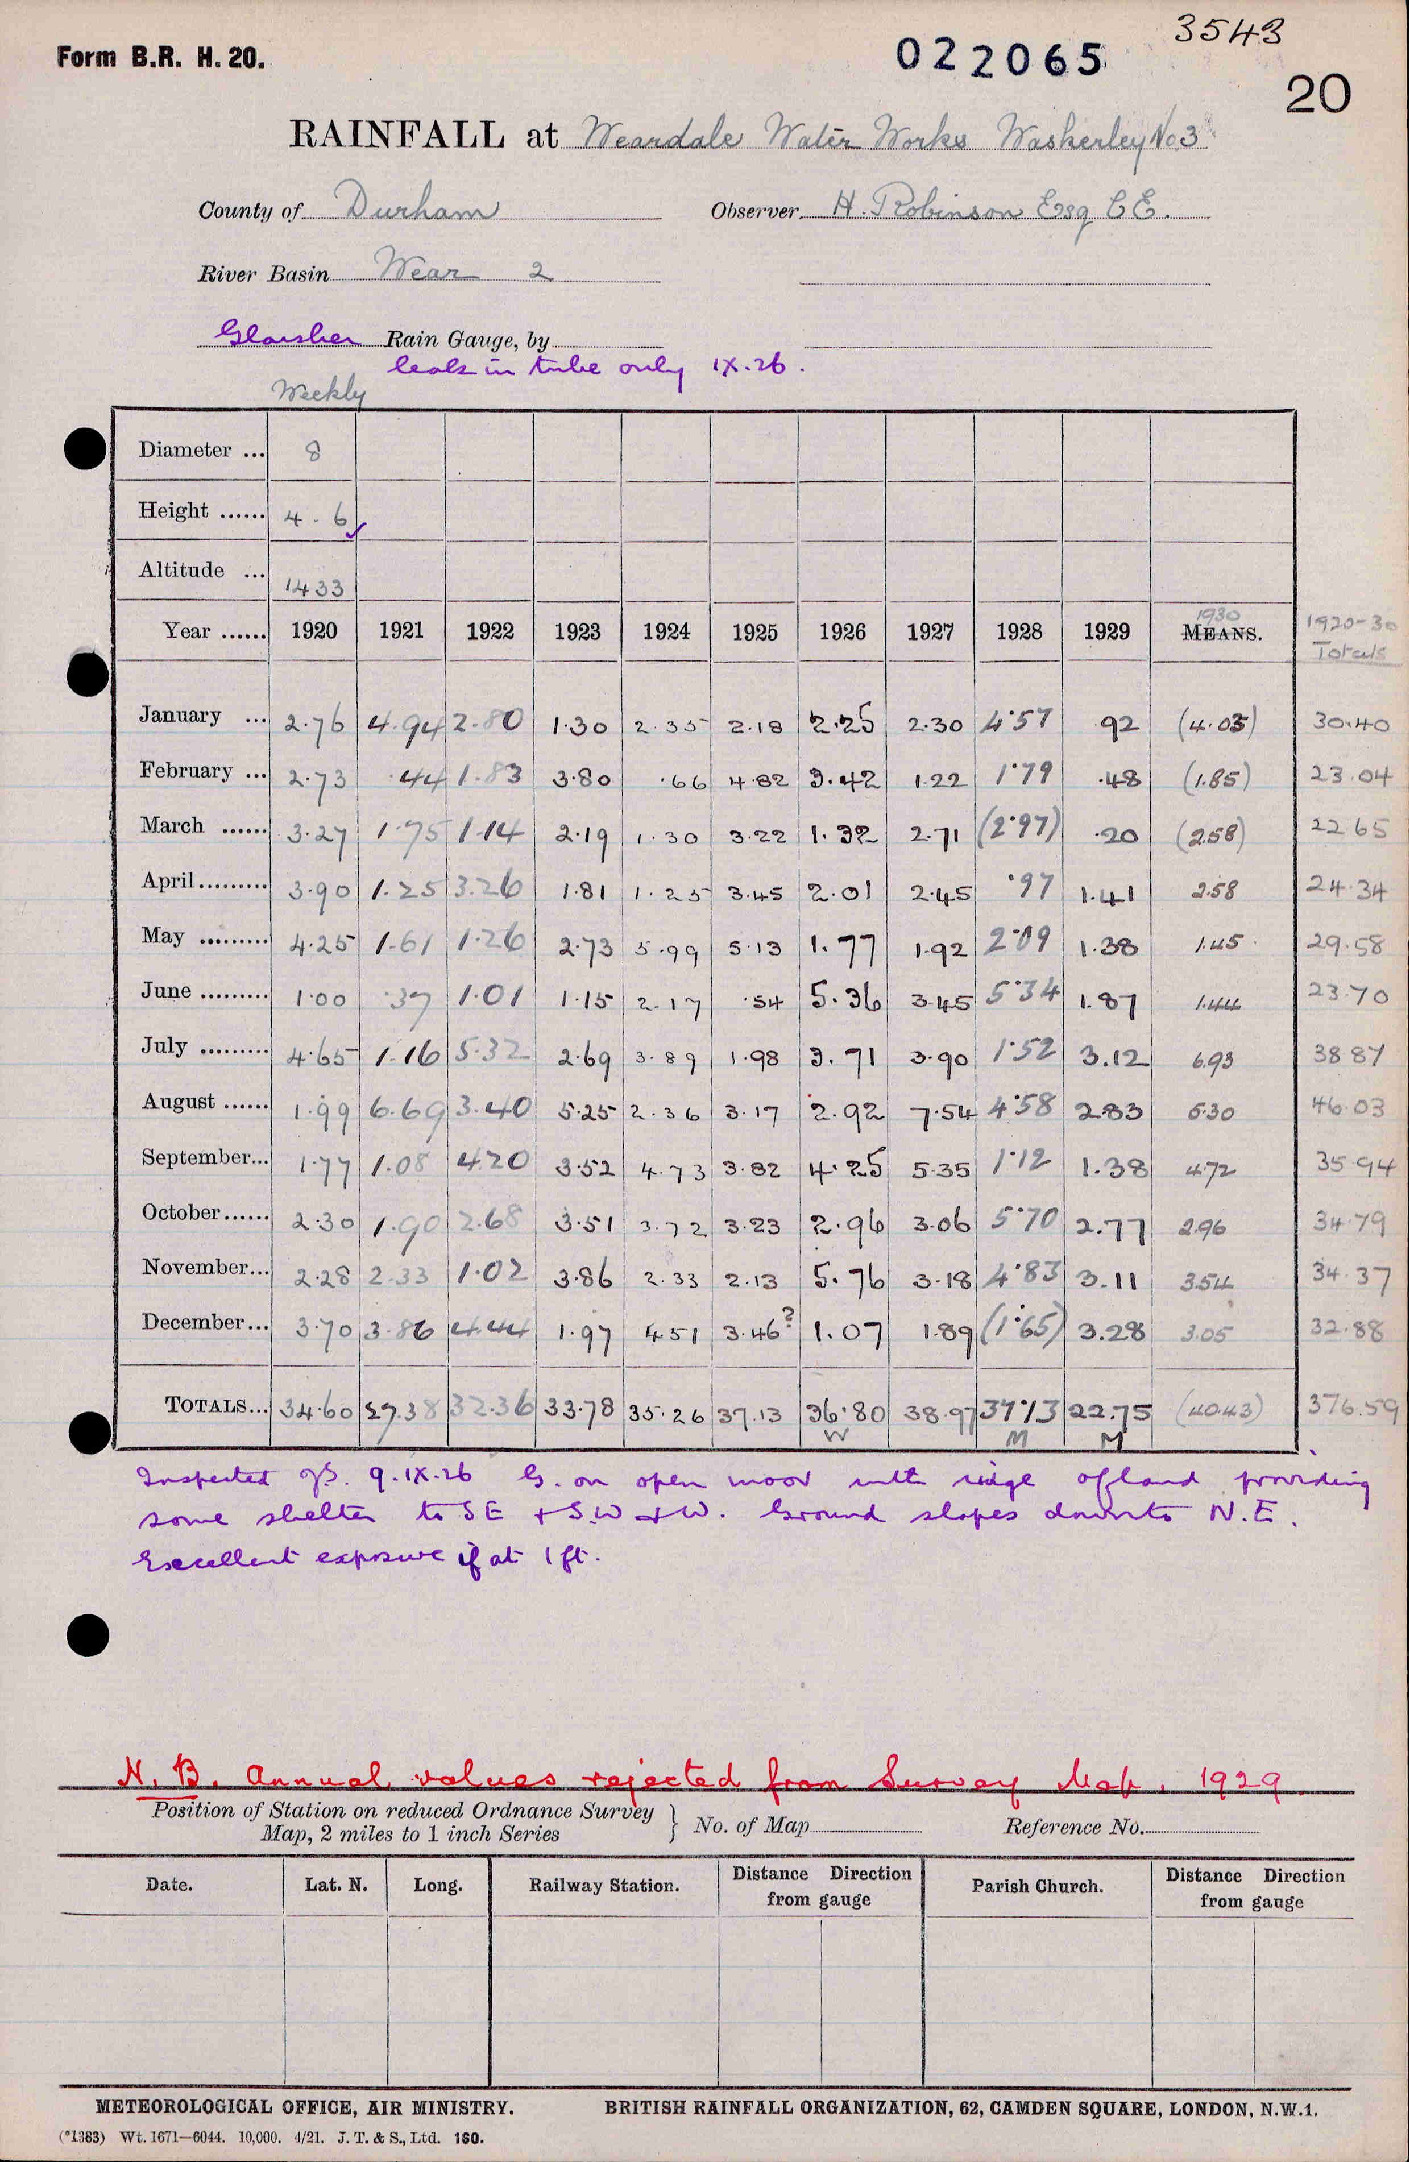 3543
Form B.R. H. 20.
022065
20
RAINFALL at Weardale Water Works Waskerley No.3
County of Durham Observer H. Robinson Esq C E.
River Basin Wear 2
Glaisher Rain Gauge, by
leak in tube only IX.26.
Weekly
Diameter ... 8
Height ...... 4 - 6 ✓
Altitude ... 1433
1930
Year ...... 1920 1921 1922 1923 1924 1925 1926 1927 1928 1929 MEANS. 1920-30 Totals
January ... 2.76 4.94 2.80 1.30 2.35 2.18 2.25 2.30 4.57 .92 (4.03) 30.40
February ... 2.73 .44 1.83 3.80 .66 4.82 3.42 1.22 1.79 .48 (1.85) 23.04
March ...... 3.27 1.75 1.14 2.19 1.30 3.22 1.32 2.71 (2.97) .20 (2.58) 22 65
April ......... 3.90 1.25 3.26 1.81 1.25 3.45 2.01 2.45 .97 1.41 2.58 24.34
May ......... 4.25 1.61 1.26 2.73 5.99 5.13 1.77 1.92 2.09 1.38 1.45 29.58
June ......... 1.00 .37 1.01 1.15 2.17 .54 5.36 3.45 5.34 1.87 1.44 23.70
July ......... 4.65 1.16 5.32 2.69 3.89 1.98 3.71 3.90 1.52 3.12 6.93 38 87
August ...... 1.99 6.69 3.40 5.25 2.36 3.17 2.92 7.54 4.58 2.83 5.30 46.03
September... 1.77 1.08 4.20 3.52 4.73 3.82 4.25 5.35 1.12 1.38 4.72 35.94
October...... 2.30 1.90 2.68 3.51 3.72 3.23 2.96 3.06 5.70 2.77 2.96 34.79
November... 2.28 2.33 1.02 3.86 2.33 2.13 5.76 3.18 4.83 3.11 3.54 34.37
December... 3.70 3.86 4.44 1.97 4.51 3.46? 1.07 1.89 (1.65) 3.28 3.05 32.88
TOTALS... 34.60 27.38 32.36 33.78 35.26 37.13 36.80 38.97 37.13 22.75 (40.43) 376.59
W M M
Inspected 9.IX.26 G. on open moor with ridge of land providing
some shelter to S E + S.W + W. Ground slopes down to N.E.
Excellent exposure if at 1 ft.
N.B. Annual values rejected from Survey Map. 1929
Position of Station on reduced Ordnance Survey Map, 2 miles to 1 inch Series } No. of Map Reference No.
Date. Lat. N. Long. Railway Station. Distance Direction from gauge Parish Church. Distance Direction from gauge
METEOROLOGICAL OFFICE, AIR MINISTRY. BRITISH RAINFALL ORGANIZATION, 62, CAMDEN SQUARE, LONDON, N.W.1.
(*1383) Wt. 1671—6044. 10,000. 4/21. J. T. & S., Ltd. 180.